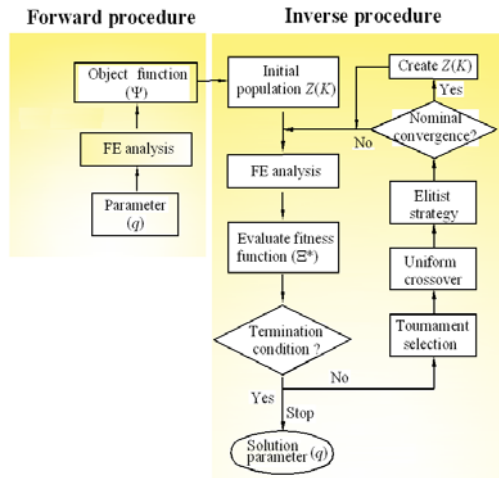 Forward procedure
Object function
(Ψ)
FE analysis
Parameter
(q)
Inverse procedure
Initial
population Z(K)
FE analysis
Evaluate fitness
function (Ξ*)
Termination
condition ?
Yes
Stop
No
Solution
parameter (q)
Tournament
selection
Uniform
crossover
Elitist
strategy
Nominal
convergence?
No
Yes
Create Z(K)